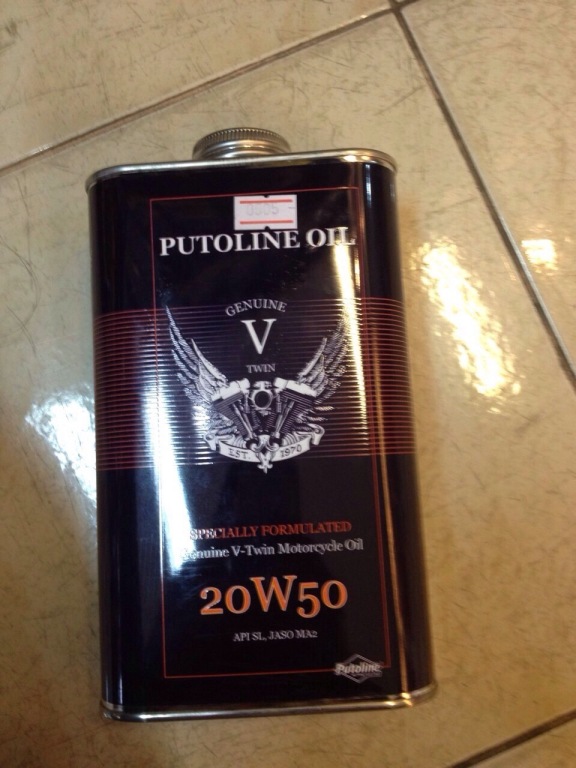 PUTOLINE OIL
GENUINE
V
TWIN
EST. 1970
SPECIALLY FORMULATED
Genuine V-Twin Motorcycle Oil
20W50
API SL, JASO MA2
Putoline